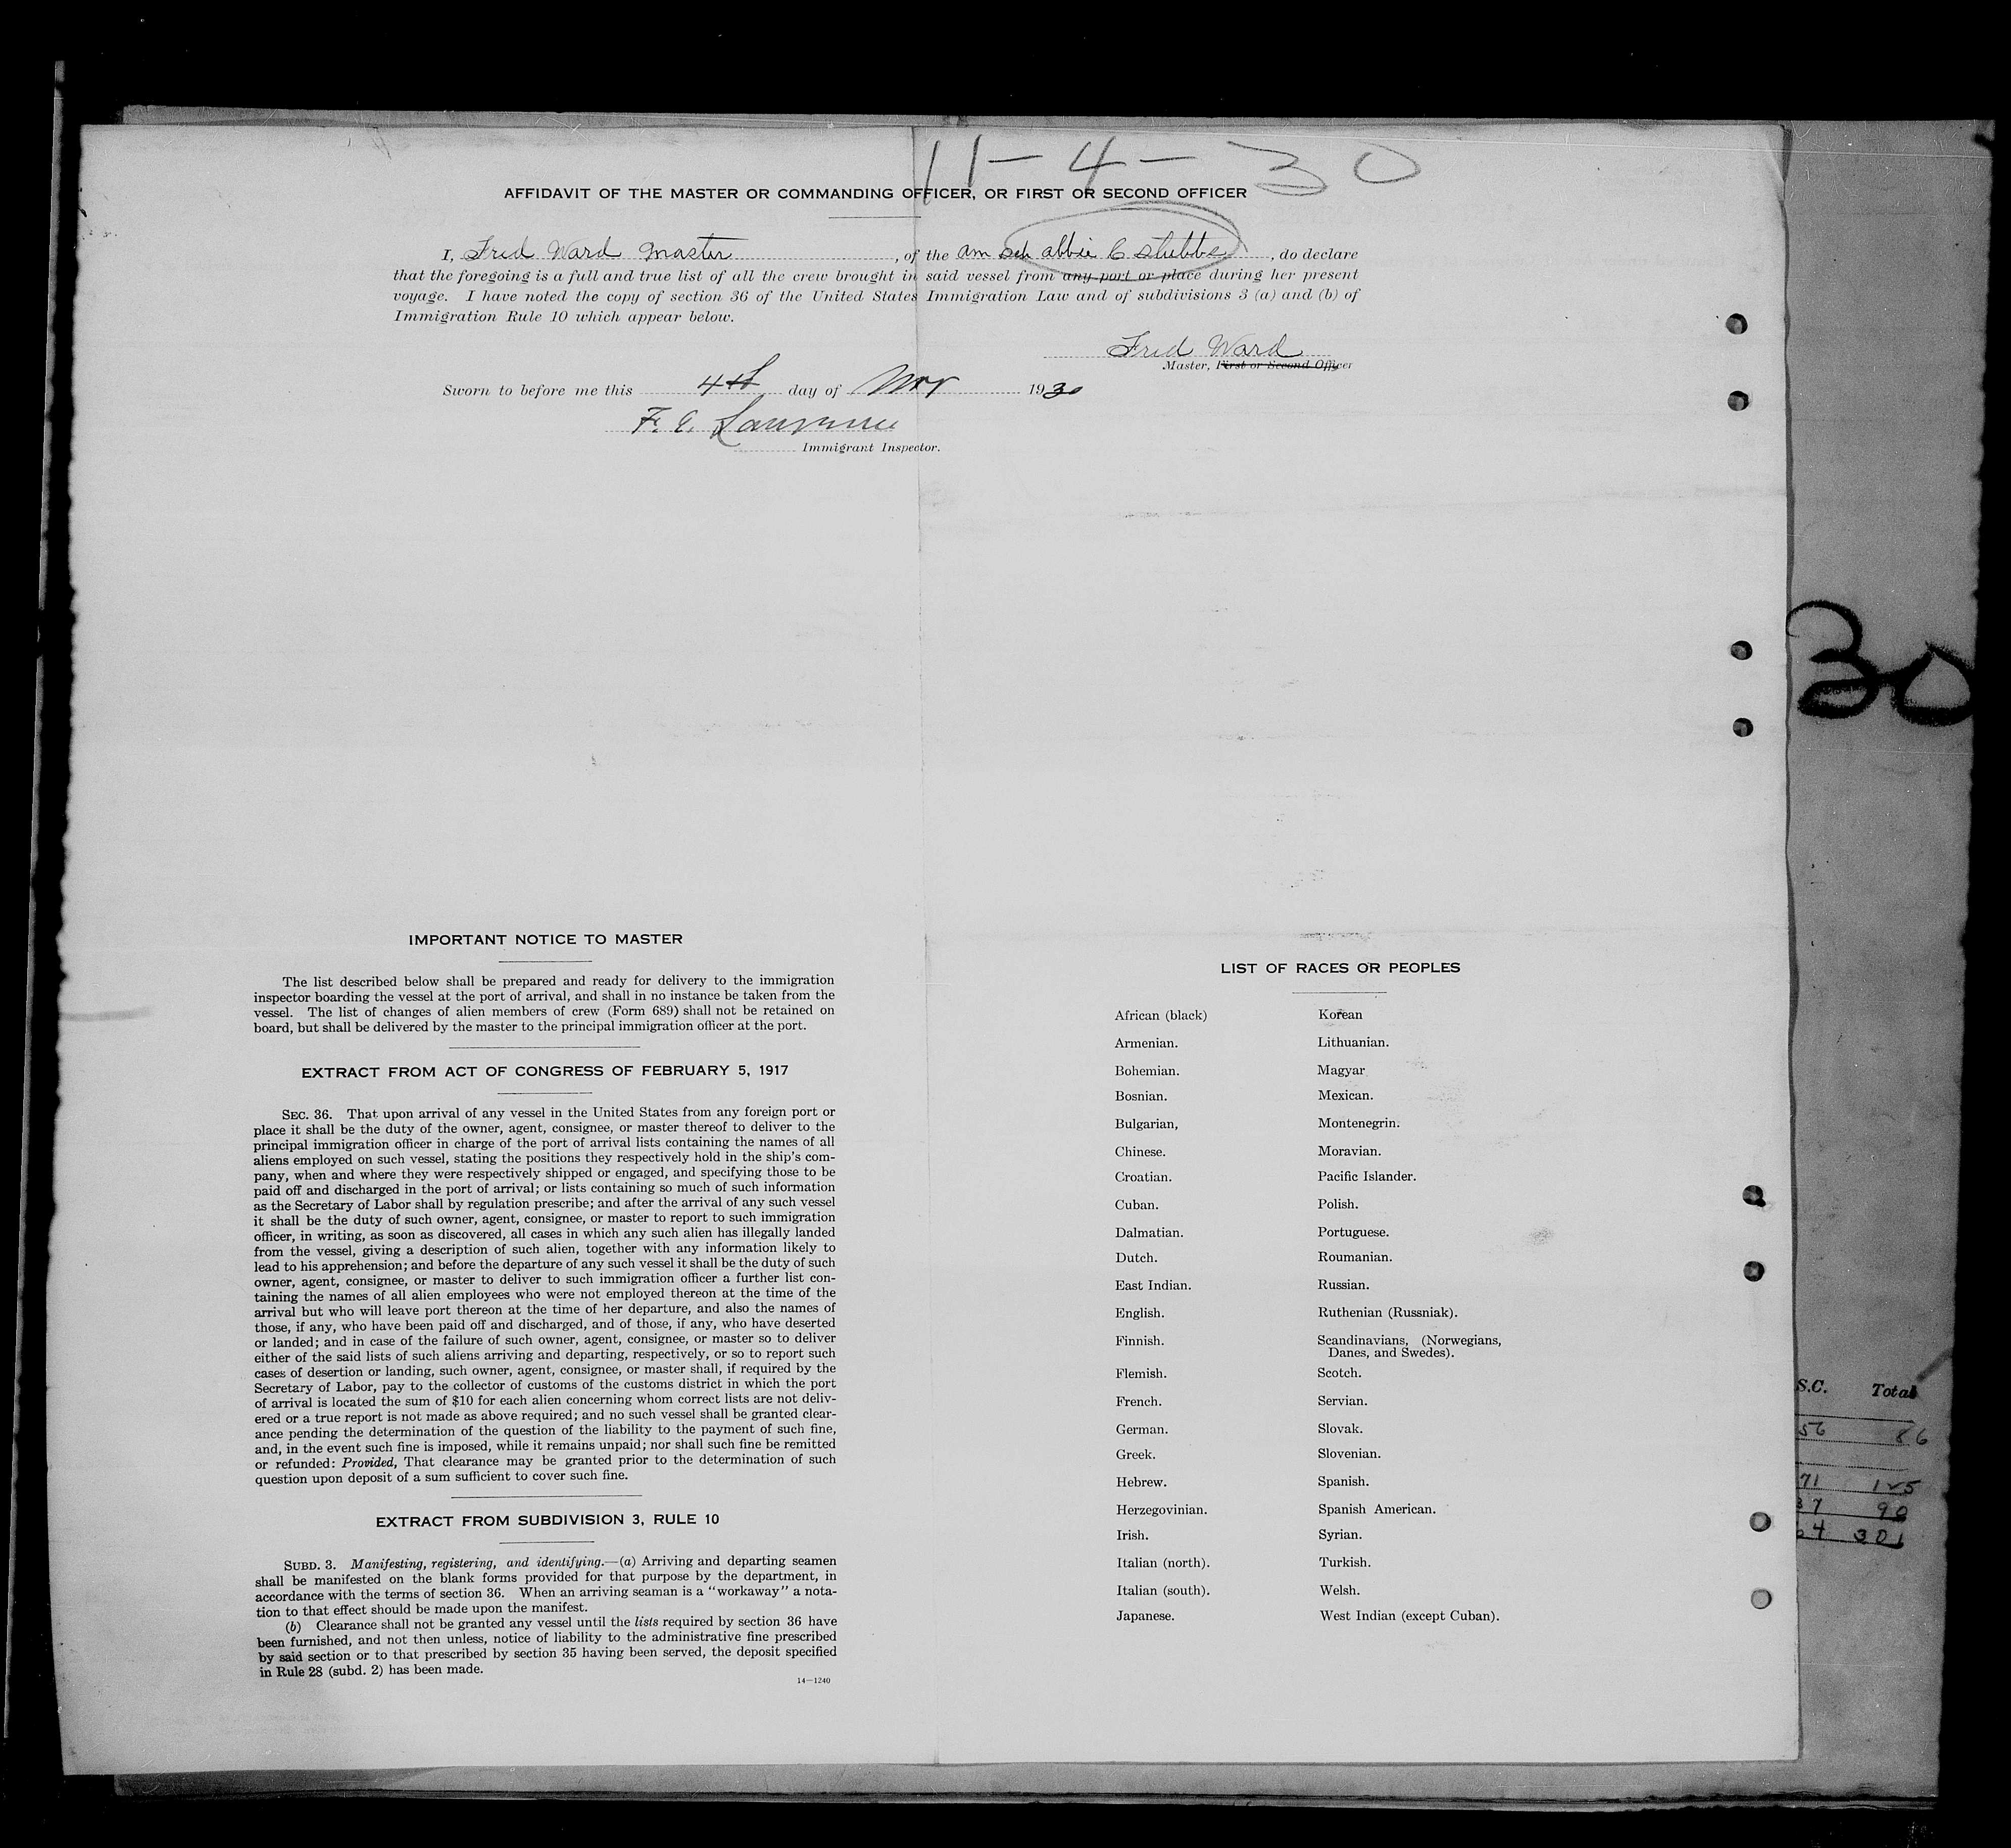 11-4-30
AFFIDAVIT OF THE MASTER OR COMMANDING OFFICER, OR FIRST OR SECOND OFFICER
I, Fred Ward Master, of the am sch abbie C stubbs, do declare
that the foregoing is a full and true list of all the crew brought in said vessel from any port or place during her present
voyage. I have noted the copy of section 36 of the United States Immigration Law and of subdivisions 3 (a) and (b) of
Immigration Rule 10 which appear below.
Fred Ward
Master, First or Second Officer
Sworn to before me this 4th day of Nov 1930
F. E. Lawrence
Immigrant Inspector.
30
IMPORTANT NOTICE TO MASTER
The list described below shall be prepared and ready for delivery to the immigration
inspector boarding the vessel at the port of arrival, and shall in no instance be taken from the
vessel. The list of changes of alien members of crew (Form 689) shall not be retained on
board, but shall be delivered by the master to the principal immigration officer at the port.
EXTRACT FROM ACT OF CONGRESS OF FEBRUARY 5, 1917
SEC. 36. That upon arrival of any vessel in the United States from any foreign port or
place it shall be the duty of the owner, agent, consignee, or master thereof to deliver to the
principal immigration officer in charge of the port of arrival lists containing the names of all
aliens employed on such vessel, stating the positions they respectively hold in the ship's com-
pany, when and where they were respectively shipped or engaged, and specifying those to be
paid off and discharged in the port of arrival; or lists containing so much of such information
as the Secretary of Labor shall by regulation prescribe; and after the arrival of any such vessel
it shall be the duty of such owner, agent, consignee, or master to report to such immigration
officer, in writing, as soon as discovered, all cases in which any such alien has illegally landed
from the vessel, giving a description of such alien, together with any information likely to
lead to his apprehension; and before the departure of any such vessel it shall be the duty of such
owner, agent, consignee, or master to deliver to such immigration officer a further list con-
taining the names of all alien employees who were not employed thereon at the time of the
arrival but who will leave port thereon at the time of her departure, and also the names of
those, if any, who have been paid off and discharged, and of those, if any, who have deserted
or landed; and in case of the failure of such owner, agent, consignee, or master so to deliver
either of the said lists of such aliens arriving and departing, respectively, or so to report such
cases of desertion or landing, such owner, agent, consignee, or master shall, if required by the
Secretary of Labor, pay to the collector of customs of the customs district in which the port
of arrival is located the sum of $10 for each alien concerning whom correct lists are not deliv-
ered or a true report is not made as above required; and no such vessel shall be granted clear-
ance pending the determination of the question of the liability to the payment of such fine,
and, in the event such fine is imposed, while it remains unpaid; nor shall such fine be remitted
or refunded: Provided, That clearance may be granted prior to the determination of such
question upon deposit of a sum sufficient to cover such fine.
EXTRACT FROM SUBDIVISION 3, RULE 10
SUBD. 3. Manifesting, registering, and identifying.—(a) Arriving and departing seamen
shall be manifested on the blank forms provided for that purpose by the department, in
accordance with the terms of section 36. When an arriving seaman is a "workaway" a nota-
tion to that effect should be made upon the manifest.
(b) Clearance shall not be granted any vessel until the lists required by section 36 have
been furnished, and not then unless, notice of liability to the administrative fine prescribed
by said section or to that prescribed by section 35 having been served, the deposit specified
in Rule 28 (subd. 2) has been made.
14—1240
LIST OF RACES OR PEOPLES
African (black) Korean
Armenian. Lithuanian.
Bohemian. Magyar
Bosnian. Mexican.
Bulgarian, Montenegrin.
Chinese. Moravian.
Croatian. Pacific Islander.
Cuban. Polish.
Dalmatian. Portuguese.
Dutch. Roumanian.
East Indian. Russian.
English. Ruthenian (Russniak).
Finnish. Scandinavians, (Norwegians,
Danes, and Swedes).
Flemish. Scotch.
French. Servian.
German. Slovak.
Greek. Slovenian.
Hebrew. Spanish.
Herzegovinian. Spanish American.
Irish. Syrian.
Italian (north). Turkish.
Italian (south). Welsh.
Japanese. West Indian (except Cuban).
S.C. Total
56 86
71 125
37 90
64 301